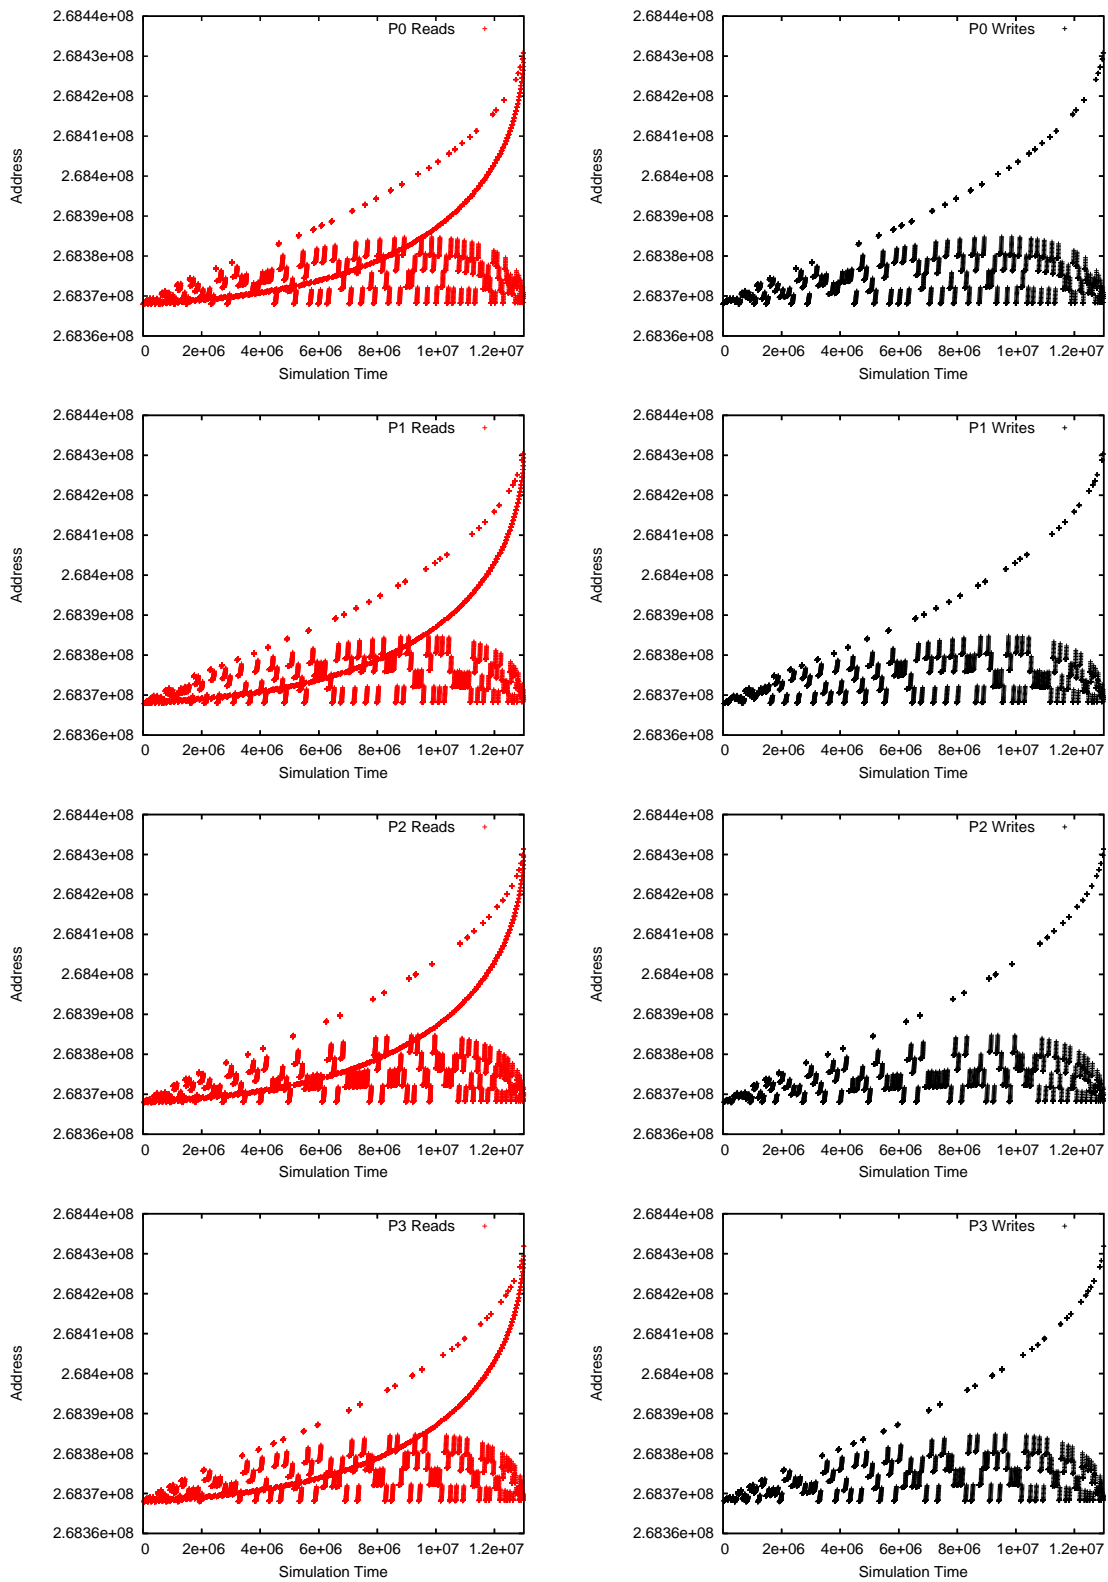 2.6844e+08
2.6843e+08
2.6842e+08
2.6841e+08
2.684e+08
2.6839e+08
2.6838e+08
2.6837e+08
2.6836e+08
Address
P0 Reads
0 2e+06 4e+06 6e+06 8e+06 1e+07 1.2e+07
Simulation Time
2.6844e+08
2.6843e+08
2.6842e+08
2.6841e+08
2.684e+08
2.6839e+08
2.6838e+08
2.6837e+08
2.6836e+08
Address
P0 Writes
0 2e+06 4e+06 6e+06 8e+06 1e+07 1.2e+07
Simulation Time
2.6844e+08
2.6843e+08
2.6842e+08
2.6841e+08
2.684e+08
2.6839e+08
2.6838e+08
2.6837e+08
2.6836e+08
Address
P1 Reads
0 2e+06 4e+06 6e+06 8e+06 1e+07 1.2e+07
Simulation Time
2.6844e+08
2.6843e+08
2.6842e+08
2.6841e+08
2.684e+08
2.6839e+08
2.6838e+08
2.6837e+08
2.6836e+08
Address
P1 Writes
0 2e+06 4e+06 6e+06 8e+06 1e+07 1.2e+07
Simulation Time
2.6844e+08
2.6843e+08
2.6842e+08
2.6841e+08
2.684e+08
2.6839e+08
2.6838e+08
2.6837e+08
2.6836e+08
Address
P2 Reads
0 2e+06 4e+06 6e+06 8e+06 1e+07 1.2e+07
Simulation Time
2.6844e+08
2.6843e+08
2.6842e+08
2.6841e+08
2.684e+08
2.6839e+08
2.6838e+08
2.6837e+08
2.6836e+08
Address
P2 Writes
0 2e+06 4e+06 6e+06 8e+06 1e+07 1.2e+07
Simulation Time
2.6844e+08
2.6843e+08
2.6842e+08
2.6841e+08
2.684e+08
2.6839e+08
2.6838e+08
2.6837e+08
2.6836e+08
Address
P3 Reads
0 2e+06 4e+06 6e+06 8e+06 1e+07 1.2e+07
Simulation Time
2.6844e+08
2.6843e+08
2.6842e+08
2.6841e+08
2.684e+08
2.6839e+08
2.6838e+08
2.6837e+08
2.6836e+08
Address
P3 Writes
0 2e+06 4e+06 6e+06 8e+06 1e+07 1.2e+07
Simulation Time